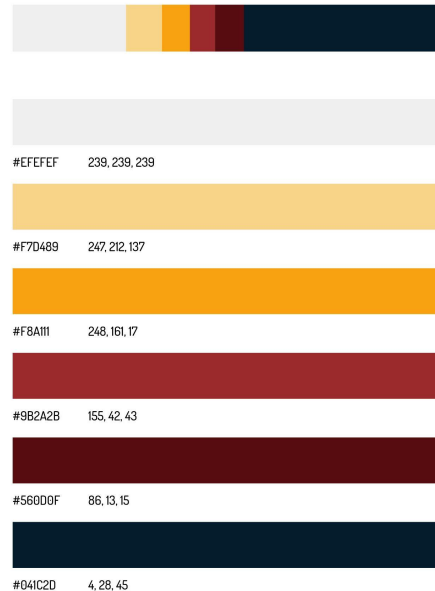 #EFEFEF 239, 239, 239
#F7D489 247, 212, 137
#F8A111 248, 161, 17
#9B2A2B 155, 42, 43
#560D0F 86, 13, 15
#041C2D 4, 28, 45